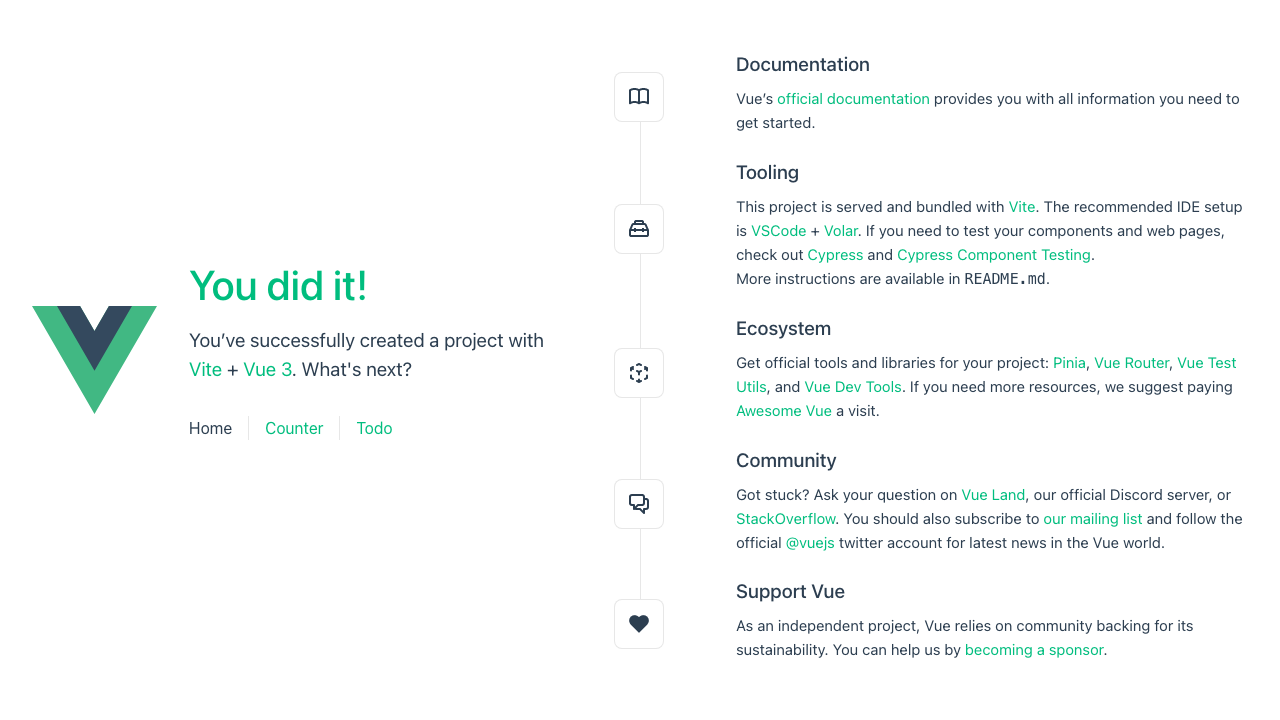 You did it!
You’ve successfully created a project with
Vite + Vue 3. What's next?
Home
Counter
Todo
Documentation
Vue’s official documentation provides you with all information you need to
get started.
Tooling
This project is served and bundled with Vite. The recommended IDE setup
is VSCode + Volar. If you need to test your components and web pages,
check out Cypress and Cypress Component Testing.
More instructions are available in README.md.
Ecosystem
Get official tools and libraries for your project: Pinia, Vue Router, Vue Test
Utils, and Vue Dev Tools. If you need more resources, we suggest paying
Awesome Vue a visit.
Community
Got stuck? Ask your question on Vue Land, our official Discord server, or
StackOverflow. You should also subscribe to our mailing list and follow the
official @vuejs twitter account for latest news in the Vue world.
Support Vue
As an independent project, Vue relies on community backing for its
sustainability. You can help us by becoming a sponsor.